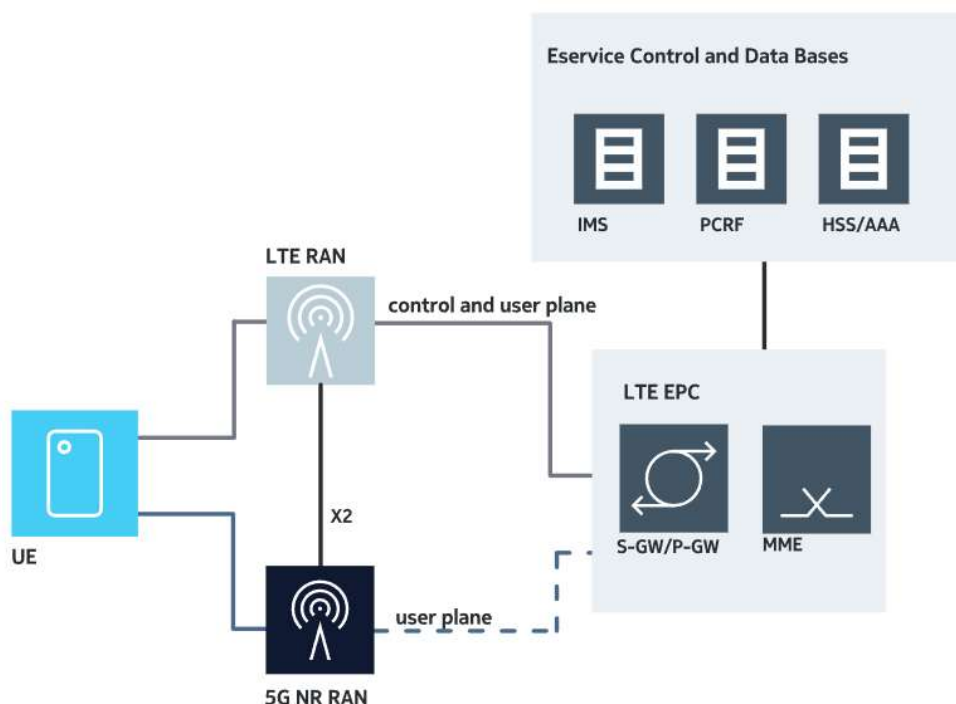 Eservice Control and Data Bases
IMS
PCRF
HSS/AAA
LTE RAN
control and user plane
LTE EPC
X2
UE
S-GW/P-GW
MME
user plane
5G NR RAN